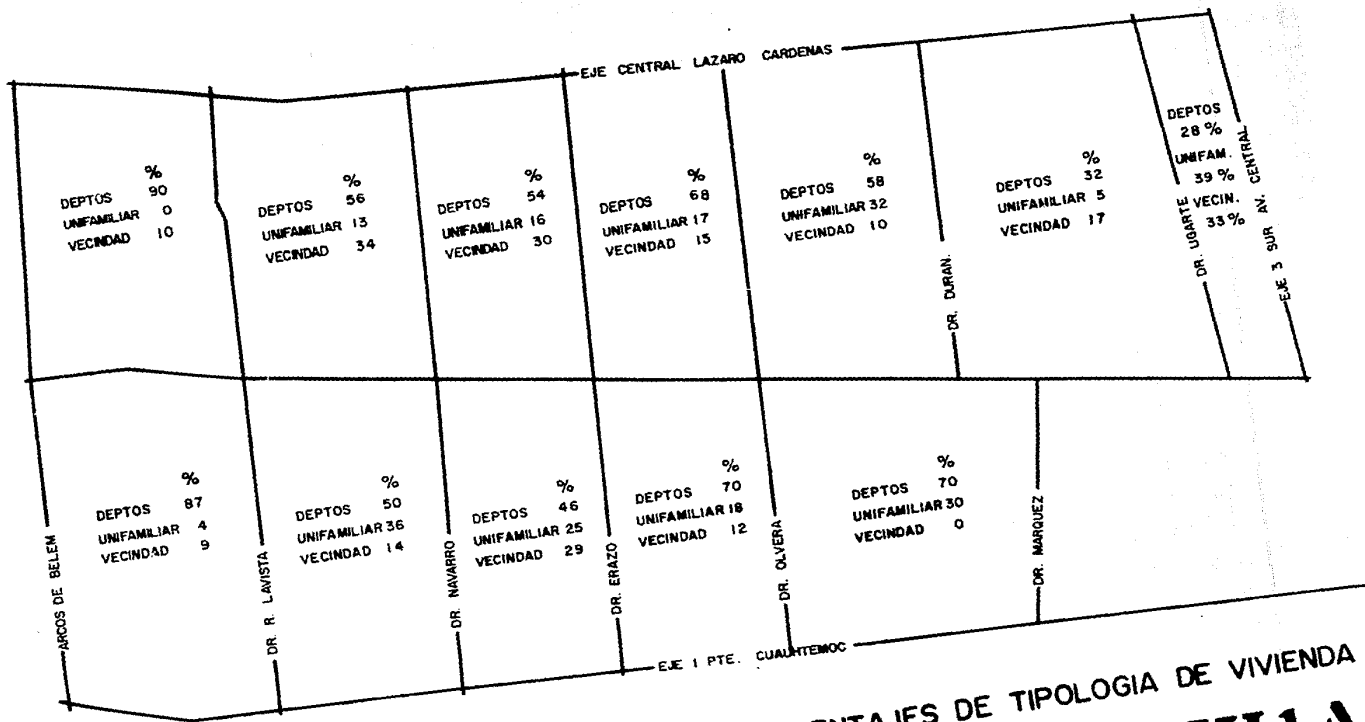 EJE CENTRAL LAZARO CARDENAS
%
DEPTOS 90
UNIFAMILIAR 0
VECINDAD 10
%
DEPTOS 56
UNIFAMILIAR 13
VECINDAD 34
%
DEPTOS 54
UNIFAMILIAR 16
VECINDAD 30
%
DEPTOS 68
UNIFAMILIAR 17
VECINDAD 15
%
DEPTOS 58
UNIFAMILIAR 32
VECINDAD 10
DR. DURAN.
%
DEPTOS 32
UNIFAMILIAR 5
VECINDAD 17
DEPTOS
28 %
UNIFAM.
39 %
VECIN.
33 %
DR. UGARTE
EJE 3 SUR AV. CENTRAL
ARCOS DE BELEM
%
DEPTOS 87
UNIFAMILIAR 4
VECINDAD 9
DR. R. LAVISTA
%
DEPTOS 50
UNIFAMILIAR 36
VECINDAD 14
DR. NAVARRO
%
DEPTOS 46
UNIFAMILIAR 25
VECINDAD 29
DR. ERAZO
%
DEPTOS 70
UNIFAMILIAR 18
VECINDAD 12
DR. OLVERA
%
DEPTOS 70
UNIFAMILIAR 30
VECINDAD 0
DR. MARQUEZ
EJE 1 PTE. CUAUHTEMOC
DE TIPOLOGIA DE VIVIENDA